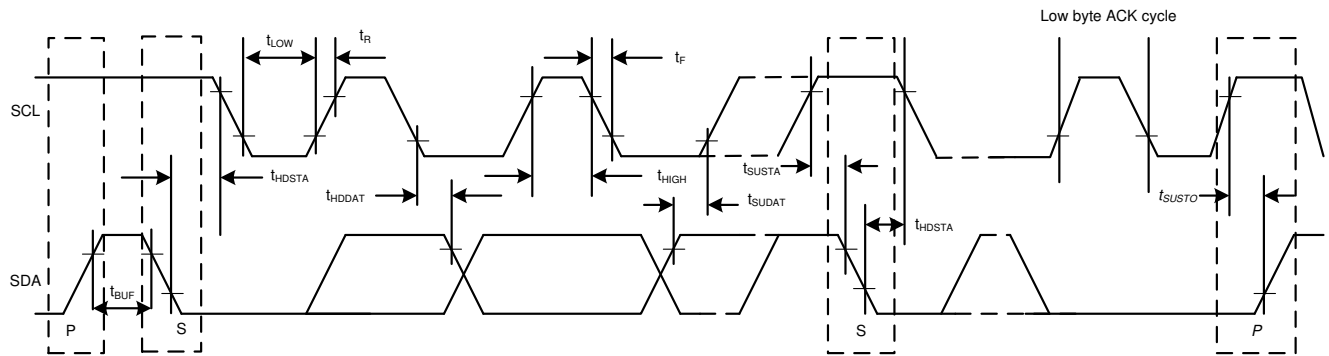 Low byte ACK cycle
tLOW
tR
tF
SCL
tHDSTA
tHDDAT
tHIGH
tSUDAT
tSUSTA
tHDSTA
tSUSTO
SDA
tBUF
P
S
S
P